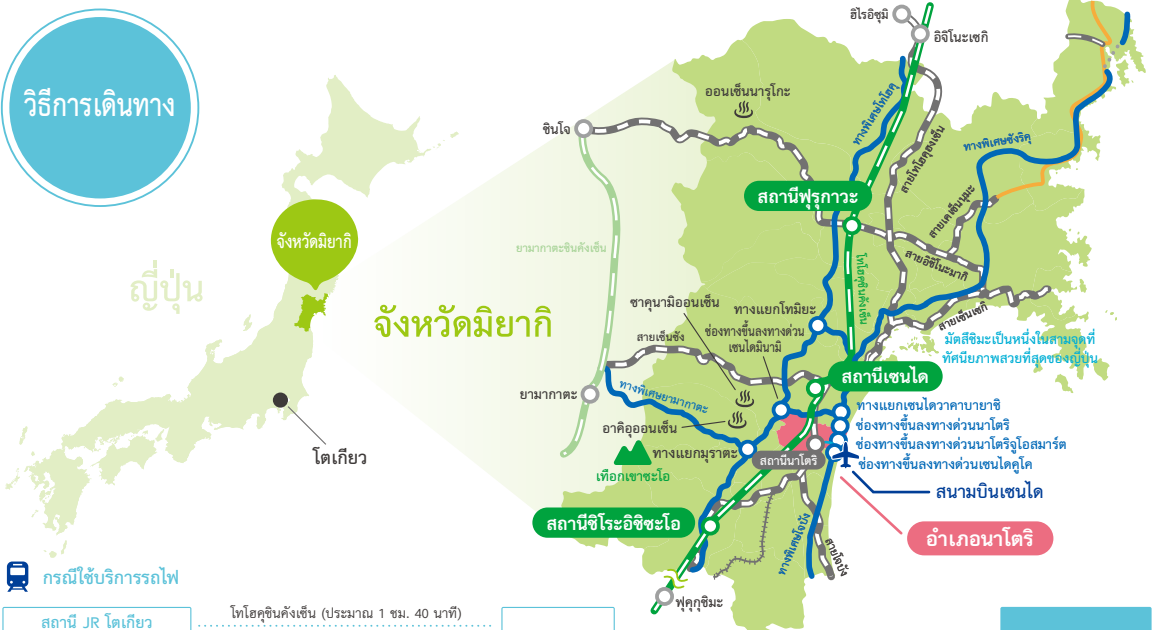 วิธีการเดินทาง
ญี่ปุ่น
จังหวัดมิยากิ
โตเกียว
จังหวัดมิยากิ
ฮิไรอิซุมิ
อิจิโนะเซกิ
ออนเซ็นนารุโกะ
ชินโจ
ทางพิเศษโทโฮคุ
สายโทโฮคุฮงเซ็น
ทางพิเศษซังริคุ
สถานีฟุรุกาวะ
สายเคเซ็นนุมะ
สายอิชิโนะมากิ
ยามากาตะชินคังเซ็น
โทโฮคุชินคังเซ็น
ซาคุนามิออนเซ็น
ทางแยกโทมิยะ
ช่องทางขึ้นลงทางด่วน
เซนไดมินามิ
สายเซ็นซัง
สายเซ็นเซกิ
มัตสึชิมะเป็นหนึ่งในสามจุดที่
ทัศนียภาพสวยที่สุดของญี่ปุ่น
สถานีเซนได
ยามากาตะ
ทางพิเศษยามากาตะ
ทางแยกเซนไดวาคาบายาชิ
ช่องทางขึ้นลงทางด่วนนาโตริ
ช่องทางขึ้นลงทางด่วนนาโตริจูโอสมาร์ต
ช่องทางขึ้นลงทางด่วนเซนไดคูโค
อาคิอุออนเซ็น
ทางแยกมุราตะ
สถานีนาโตริ
เทือกเขาซะโอ
สนามบินเซนได
สถานีชิโระอิชิซะโอ
อำเภอนาโตริ
ทางพิเศษโจบัง
สายโจบัง
ฟุคุกุชิมะ
กรณีใช้บริการรถไฟ
สถานี JR โตเกียว
โทโฮคุชินคังเซ็น (ประมาณ 1 ชม. 40 นาที)